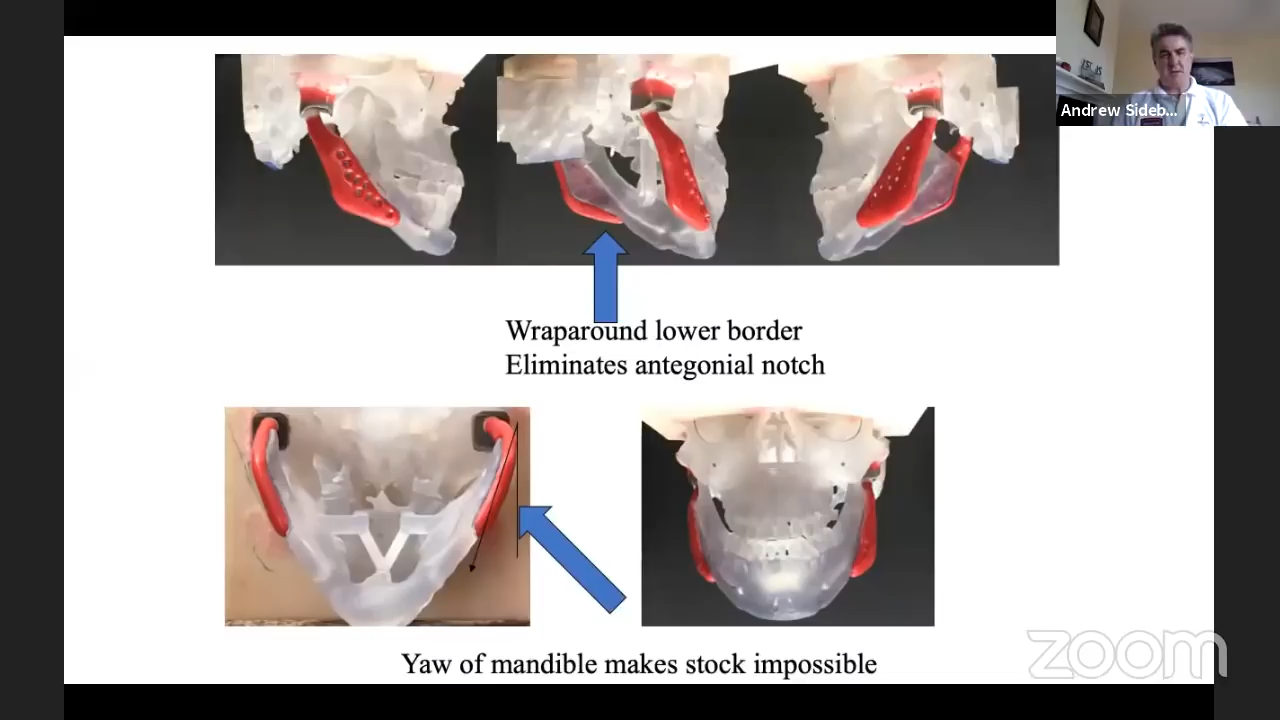 Andrew Sideb...
Wraparound lower border
Eliminates antegonial notch
Yaw of mandible makes stock impossible
zoom